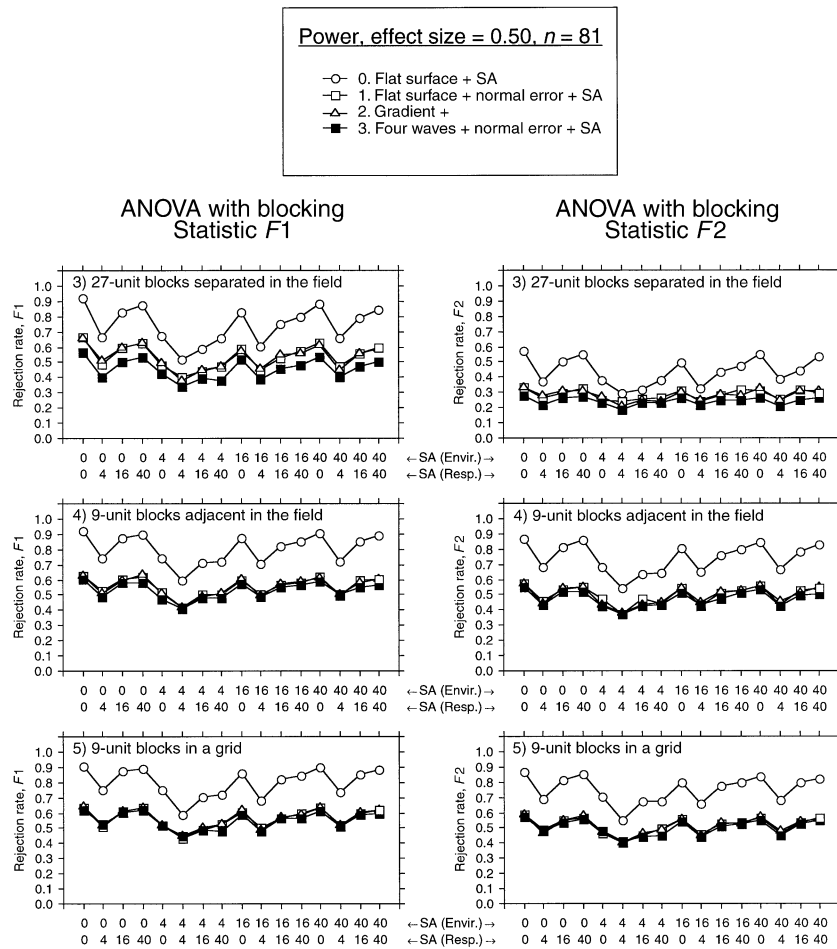 Power, effect size = 0.50, n = 81
0. Flat surface + SA
1. Flat surface + normal error + SA
2. Gradient +
3. Four waves + normal error + SA
ANOVA with blocking
Statistic F1
ANOVA with blocking
Statistic F2
3) 27-unit blocks separated in the field
Rejection rate, F1
1.0
0.9
0.8
0.7
0.6
0.5
0.4
0.3
0.2
0.1
0.0
0 0 0 0 4 4 4 4 16 16 16 16 40 40 40 40
0 4 16 40 0 4 16 40 0 4 16 40 0 4 16 40
←SA (Envir.)→
←SA (Resp.)→
3) 27-unit blocks separated in the field
Rejection rate, F2
1.0
0.9
0.8
0.7
0.6
0.5
0.4
0.3
0.2
0.1
0.0
0 0 0 0 4 4 4 4 16 16 16 16 40 40 40 40
0 4 16 40 0 4 16 40 0 4 16 40 0 4 16 40
4) 9-unit blocks adjacent in the field
Rejection rate, F1
1.0
0.9
0.8
0.7
0.6
0.5
0.4
0.3
0.2
0.1
0.0
0 0 0 0 4 4 4 4 16 16 16 16 40 40 40 40
0 4 16 40 0 4 16 40 0 4 16 40 0 4 16 40
←SA (Envir.)→
←SA (Resp.)→
4) 9-unit blocks adjacent in the field
Rejection rate, F2
1.0
0.9
0.8
0.7
0.6
0.5
0.4
0.3
0.2
0.1
0.0
0 0 0 0 4 4 4 4 16 16 16 16 40 40 40 40
0 4 16 40 0 4 16 40 0 4 16 40 0 4 16 40
5) 9-unit blocks in a grid
Rejection rate, F1
1.0
0.9
0.8
0.7
0.6
0.5
0.4
0.3
0.2
0.1
0.0
0 0 0 0 4 4 4 4 16 16 16 16 40 40 40 40
0 4 16 40 0 4 16 40 0 4 16 40 0 4 16 40
←SA (Envir.)→
←SA (Resp.)→
5) 9-unit blocks in a grid
Rejection rate, F2
1.0
0.9
0.8
0.7
0.6
0.5
0.4
0.3
0.2
0.1
0.0
0 0 0 0 4 4 4 4 16 16 16 16 40 40 40 40
0 4 16 40 0 4 16 40 0 4 16 40 0 4 16 40